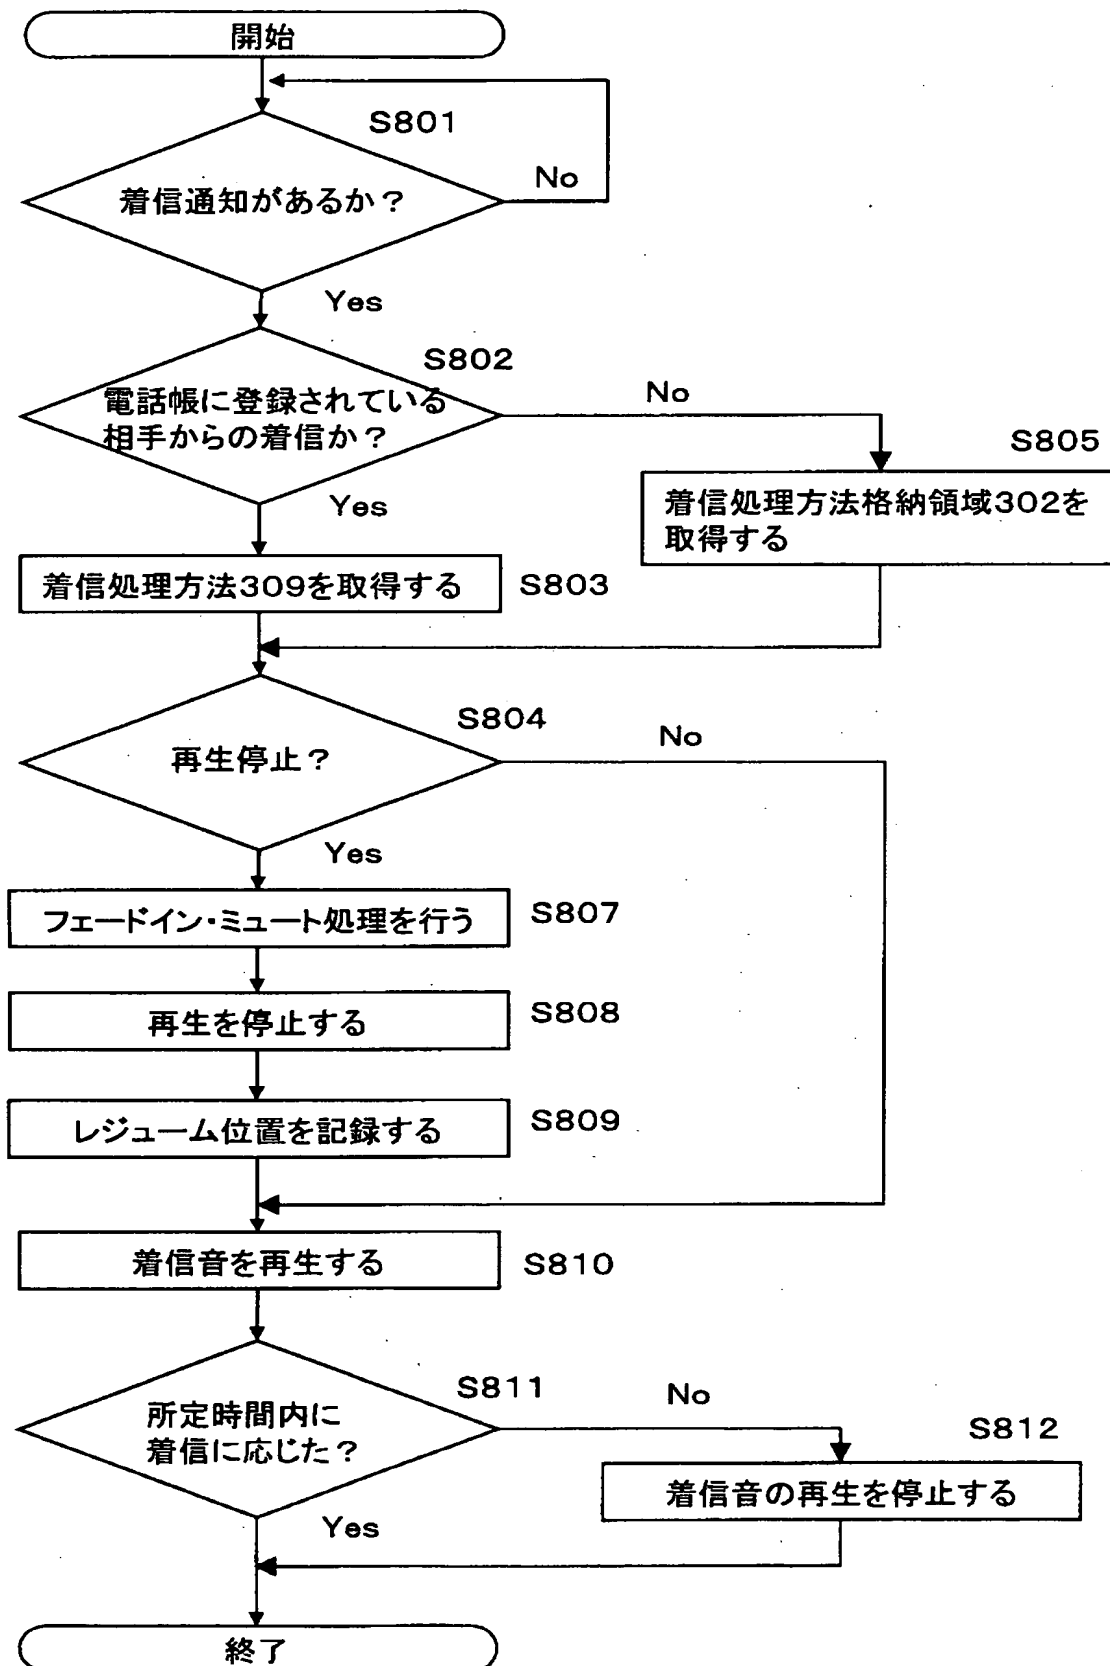 開始
S801
着信通知があるか？
No
Yes
S802
電話帳に登録されている
相手からの着信か？
No
Yes
S805
着信処理方法格納領域302を
取得する
着信処理方法309を取得する
S803
S804
再生停止？
No
Yes
フェードイン・ミュート処理を行う
S807
再生を停止する
S808
レジューム位置を記録する
S809
着信音を再生する
S810
S811
所定時間内に
着信に応じた？
No
Yes
S812
着信音の再生を停止する
終了